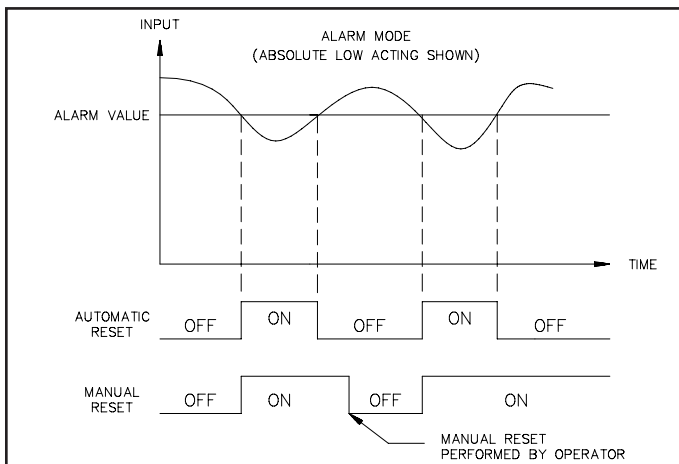 INPUT
ALARM MODE
(ABSOLUTE LOW ACTING SHOWN)
ALARM VALUE
TIME
AUTOMATIC
RESET
OFF
ON
OFF
ON
OFF
MANUAL
RESET
OFF
ON
OFF
ON
MANUAL RESET
PERFORMED BY OPERATOR